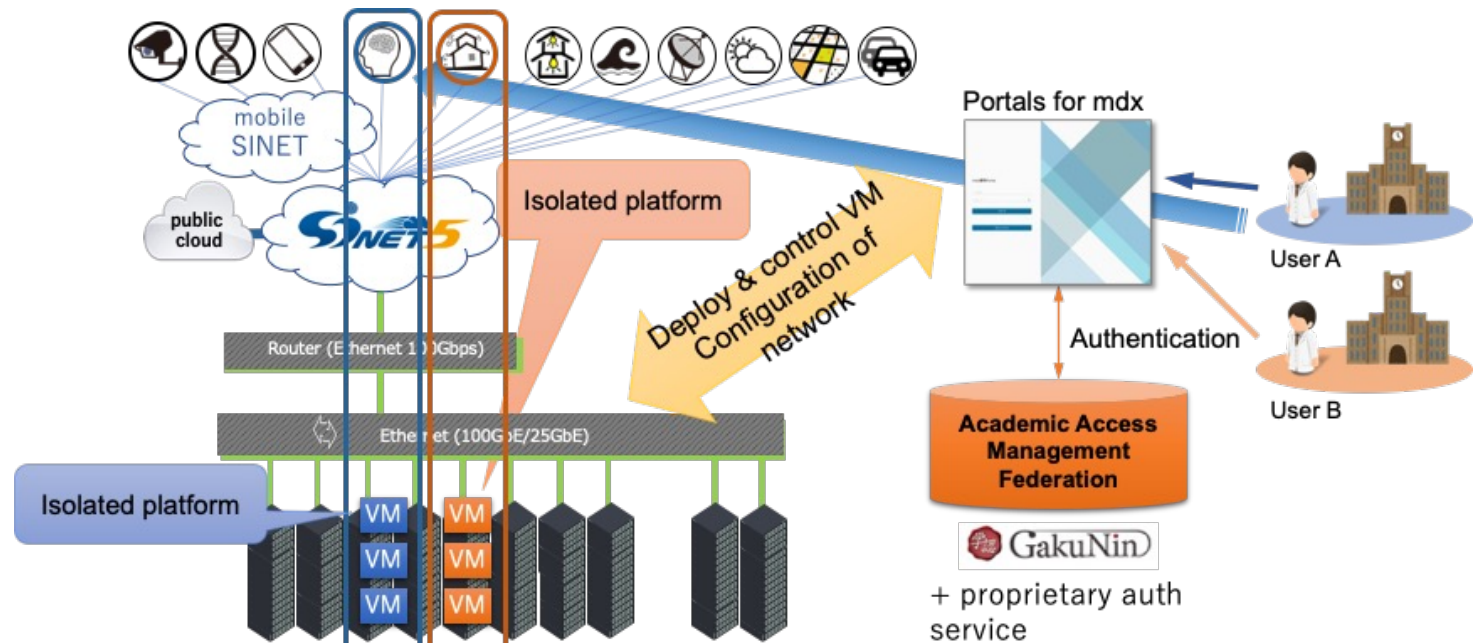 mobile
SINET
public
cloud
SINET5
Isolated platform
Router (Ethernet 100Gbps)
Ethernet (100GbE/25GbE)
Isolated platform
VM
VM
VM
VM
VM
VM
Deploy & control VM
Configuration of
network
Portals for mdx
Authentication
Academic Access
Management
Federation
学認
GakuNin
+ proprietary auth
service
User A
User B